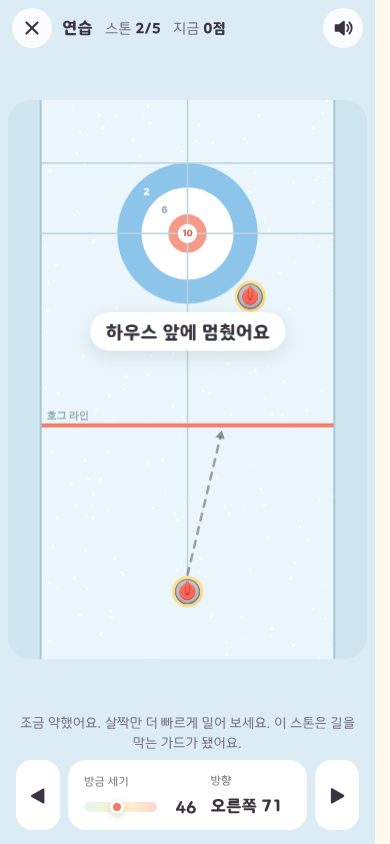 연습 스톤 2/5 지금 0점
2
6
10
하우스 앞에 멈췄어요
호그 라인
조금 약했어요. 살짝만 더 빠르게 밀어 보세요. 이 스톤은 길을
막는 가드가 됐어요.
방금 세기
46
방향
오른쪽 71